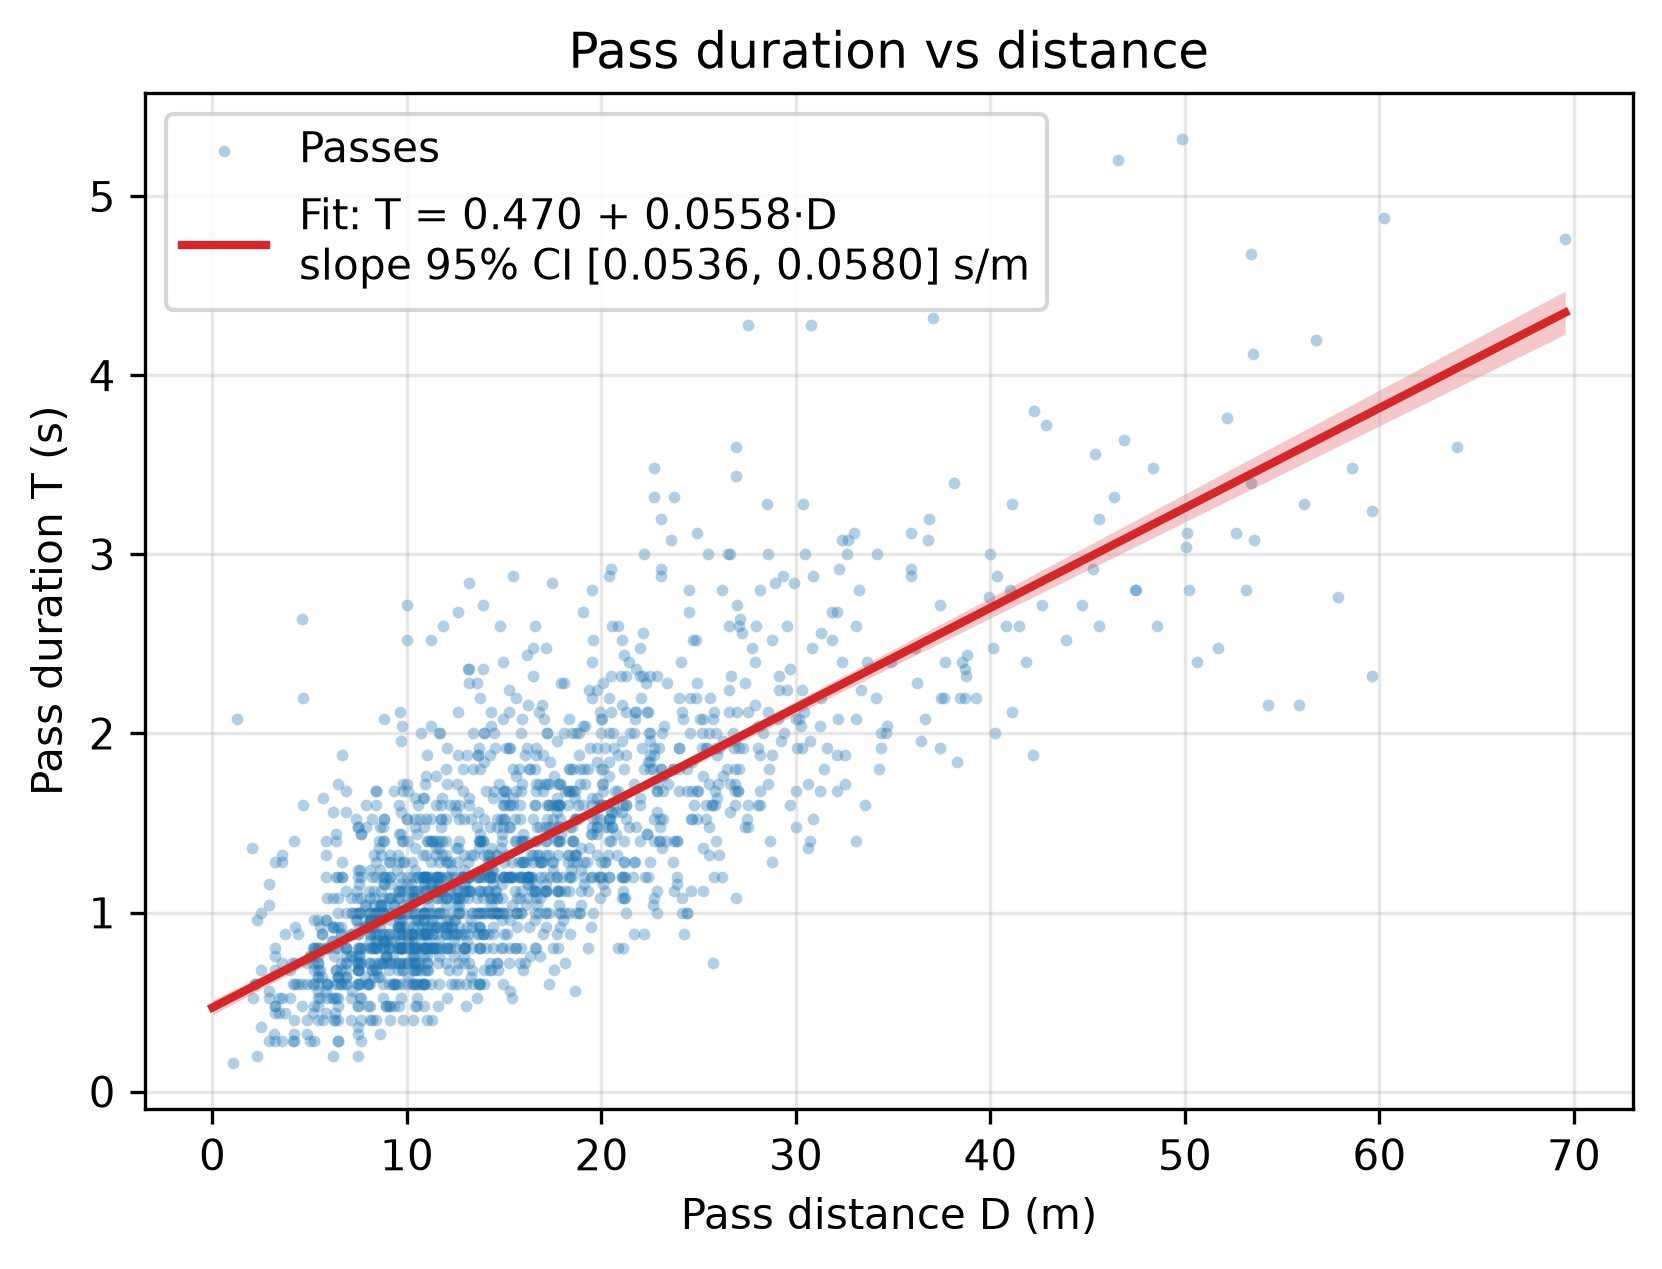 Pass duration vs distance
Passes
Fit: T = 0.470 + 0.0558·D
slope 95% CI [0.0536, 0.0580] s/m
Pass duration T (s)
5
4
3
2
1
0
0 10 20 30 40 50 60 70
Pass distance D (m)